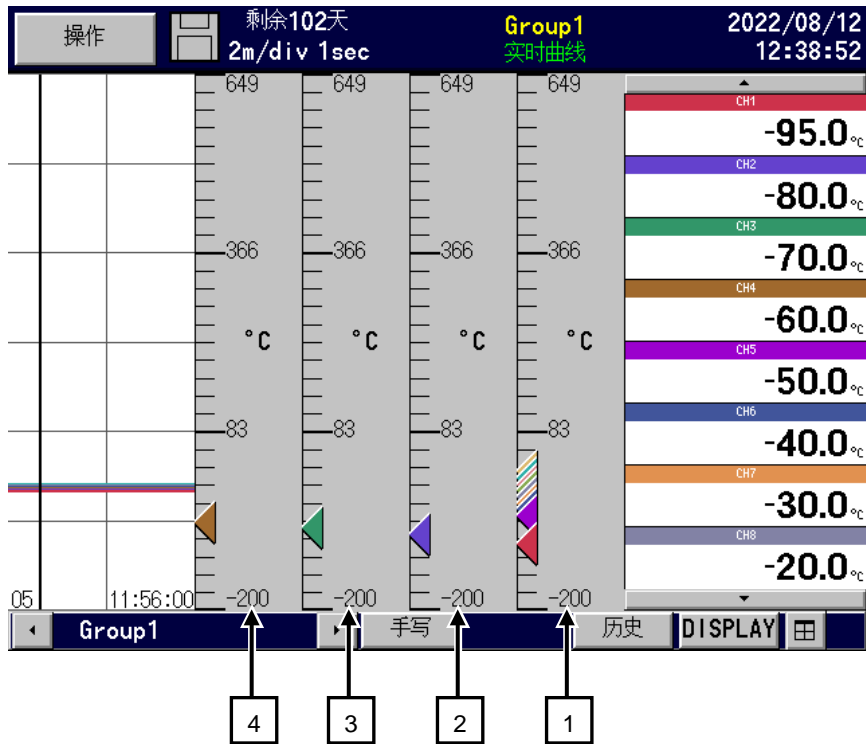 操作
剩余102天
2m/div 1sec
Group1
实时曲线
2022/08/12
12:38:52
649 649 649 649
366 366 366 366
°C °C °C °C
83 83 83 83
-200 -200 -200 -200
05 11:56:00
CH1
-95.0 °C
CH2
-80.0 °C
CH3
-70.0 °C
CH4
-60.0 °C
CH5
-50.0 °C
CH6
-40.0 °C
CH7
-30.0 °C
CH8
-20.0 °C
Group1 手写 历史 DISPLAY
4 3 2 1